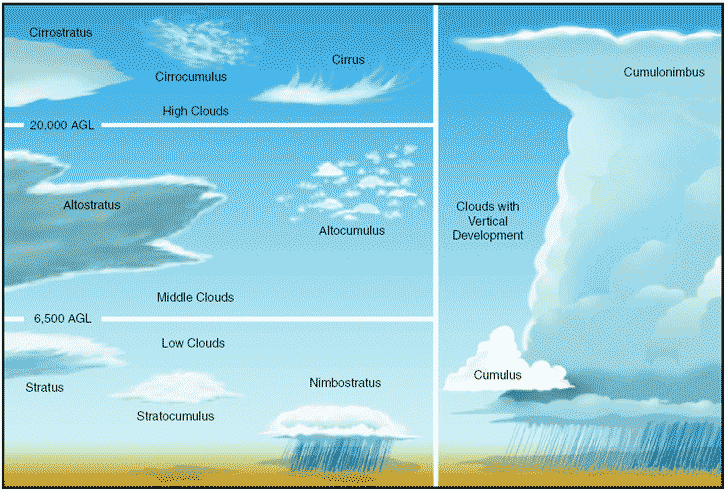 Cirrostratus
Cirrocumulus
Cirrus
High Clouds
20,000 AGL
Altostratus
Altocumulus
Middle Clouds
6,500 AGL
Low Clouds
Stratus
Stratocumulus
Nimbostratus
Cumulonimbus
Clouds with
Vertical
Development
Cumulus